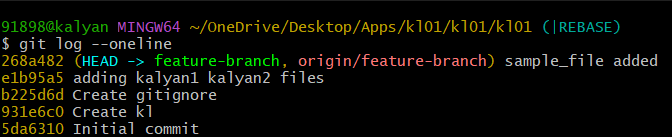 91898@kalyan MINGW64 ~/OneDrive/Desktop/Apps/kl01/kl01/kl01 (|REBASE)
$ git log --oneline
268a482 (HEAD -> feature-branch, origin/feature-branch) sample_file added
e1b95a5 adding kalyan1 kalyan2 files
b225d6d Create gitignore
931e6c0 Create kl
5da6310 Initial commit